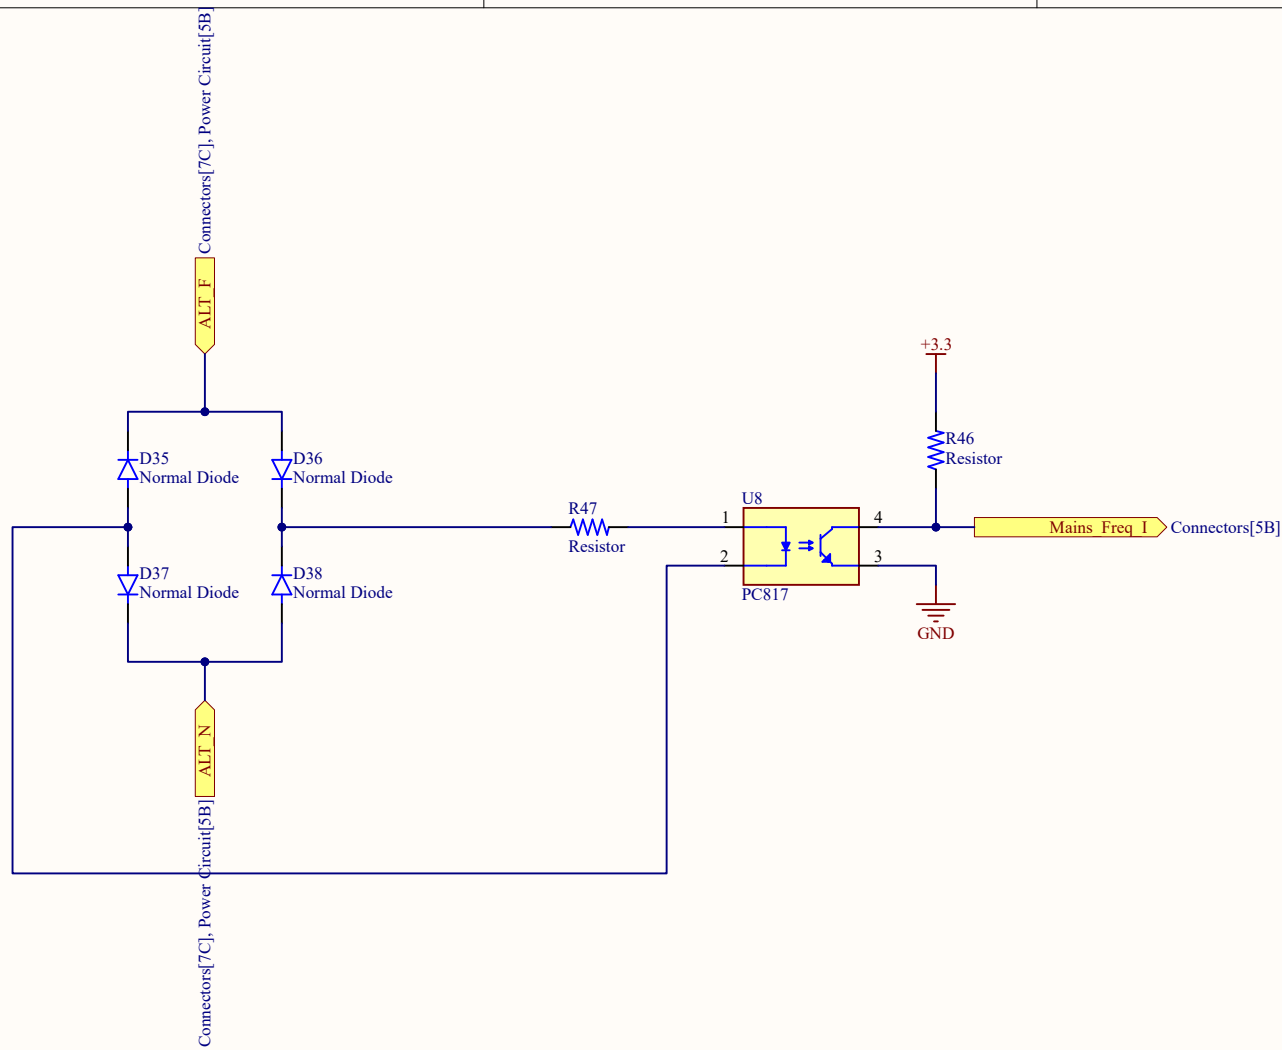 Connectors[7C], Power Circuit[5B]
ALT_F
+3.3
D35
Normal Diode
D36
Normal Diode
R46
Resistor
R47
Resistor
U8
1
2
4
3
PC817
Mains_Freq_I
Connectors[5B]
D37
Normal Diode
D38
Normal Diode
GND
ALT_N
Connectors[7C], Power Circuit[5B]